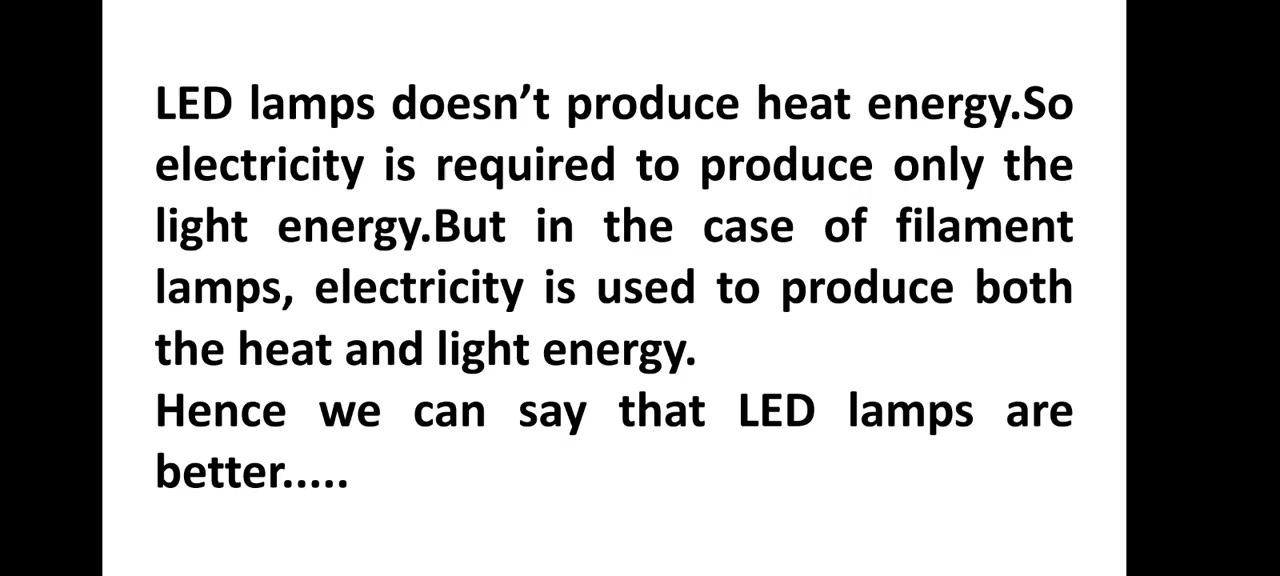 LED lamps doesn’t produce heat energy.So
electricity is required to produce only the
light energy.But in the case of filament
lamps, electricity is used to produce both
the heat and light energy.
Hence we can say that LED lamps are
better.....